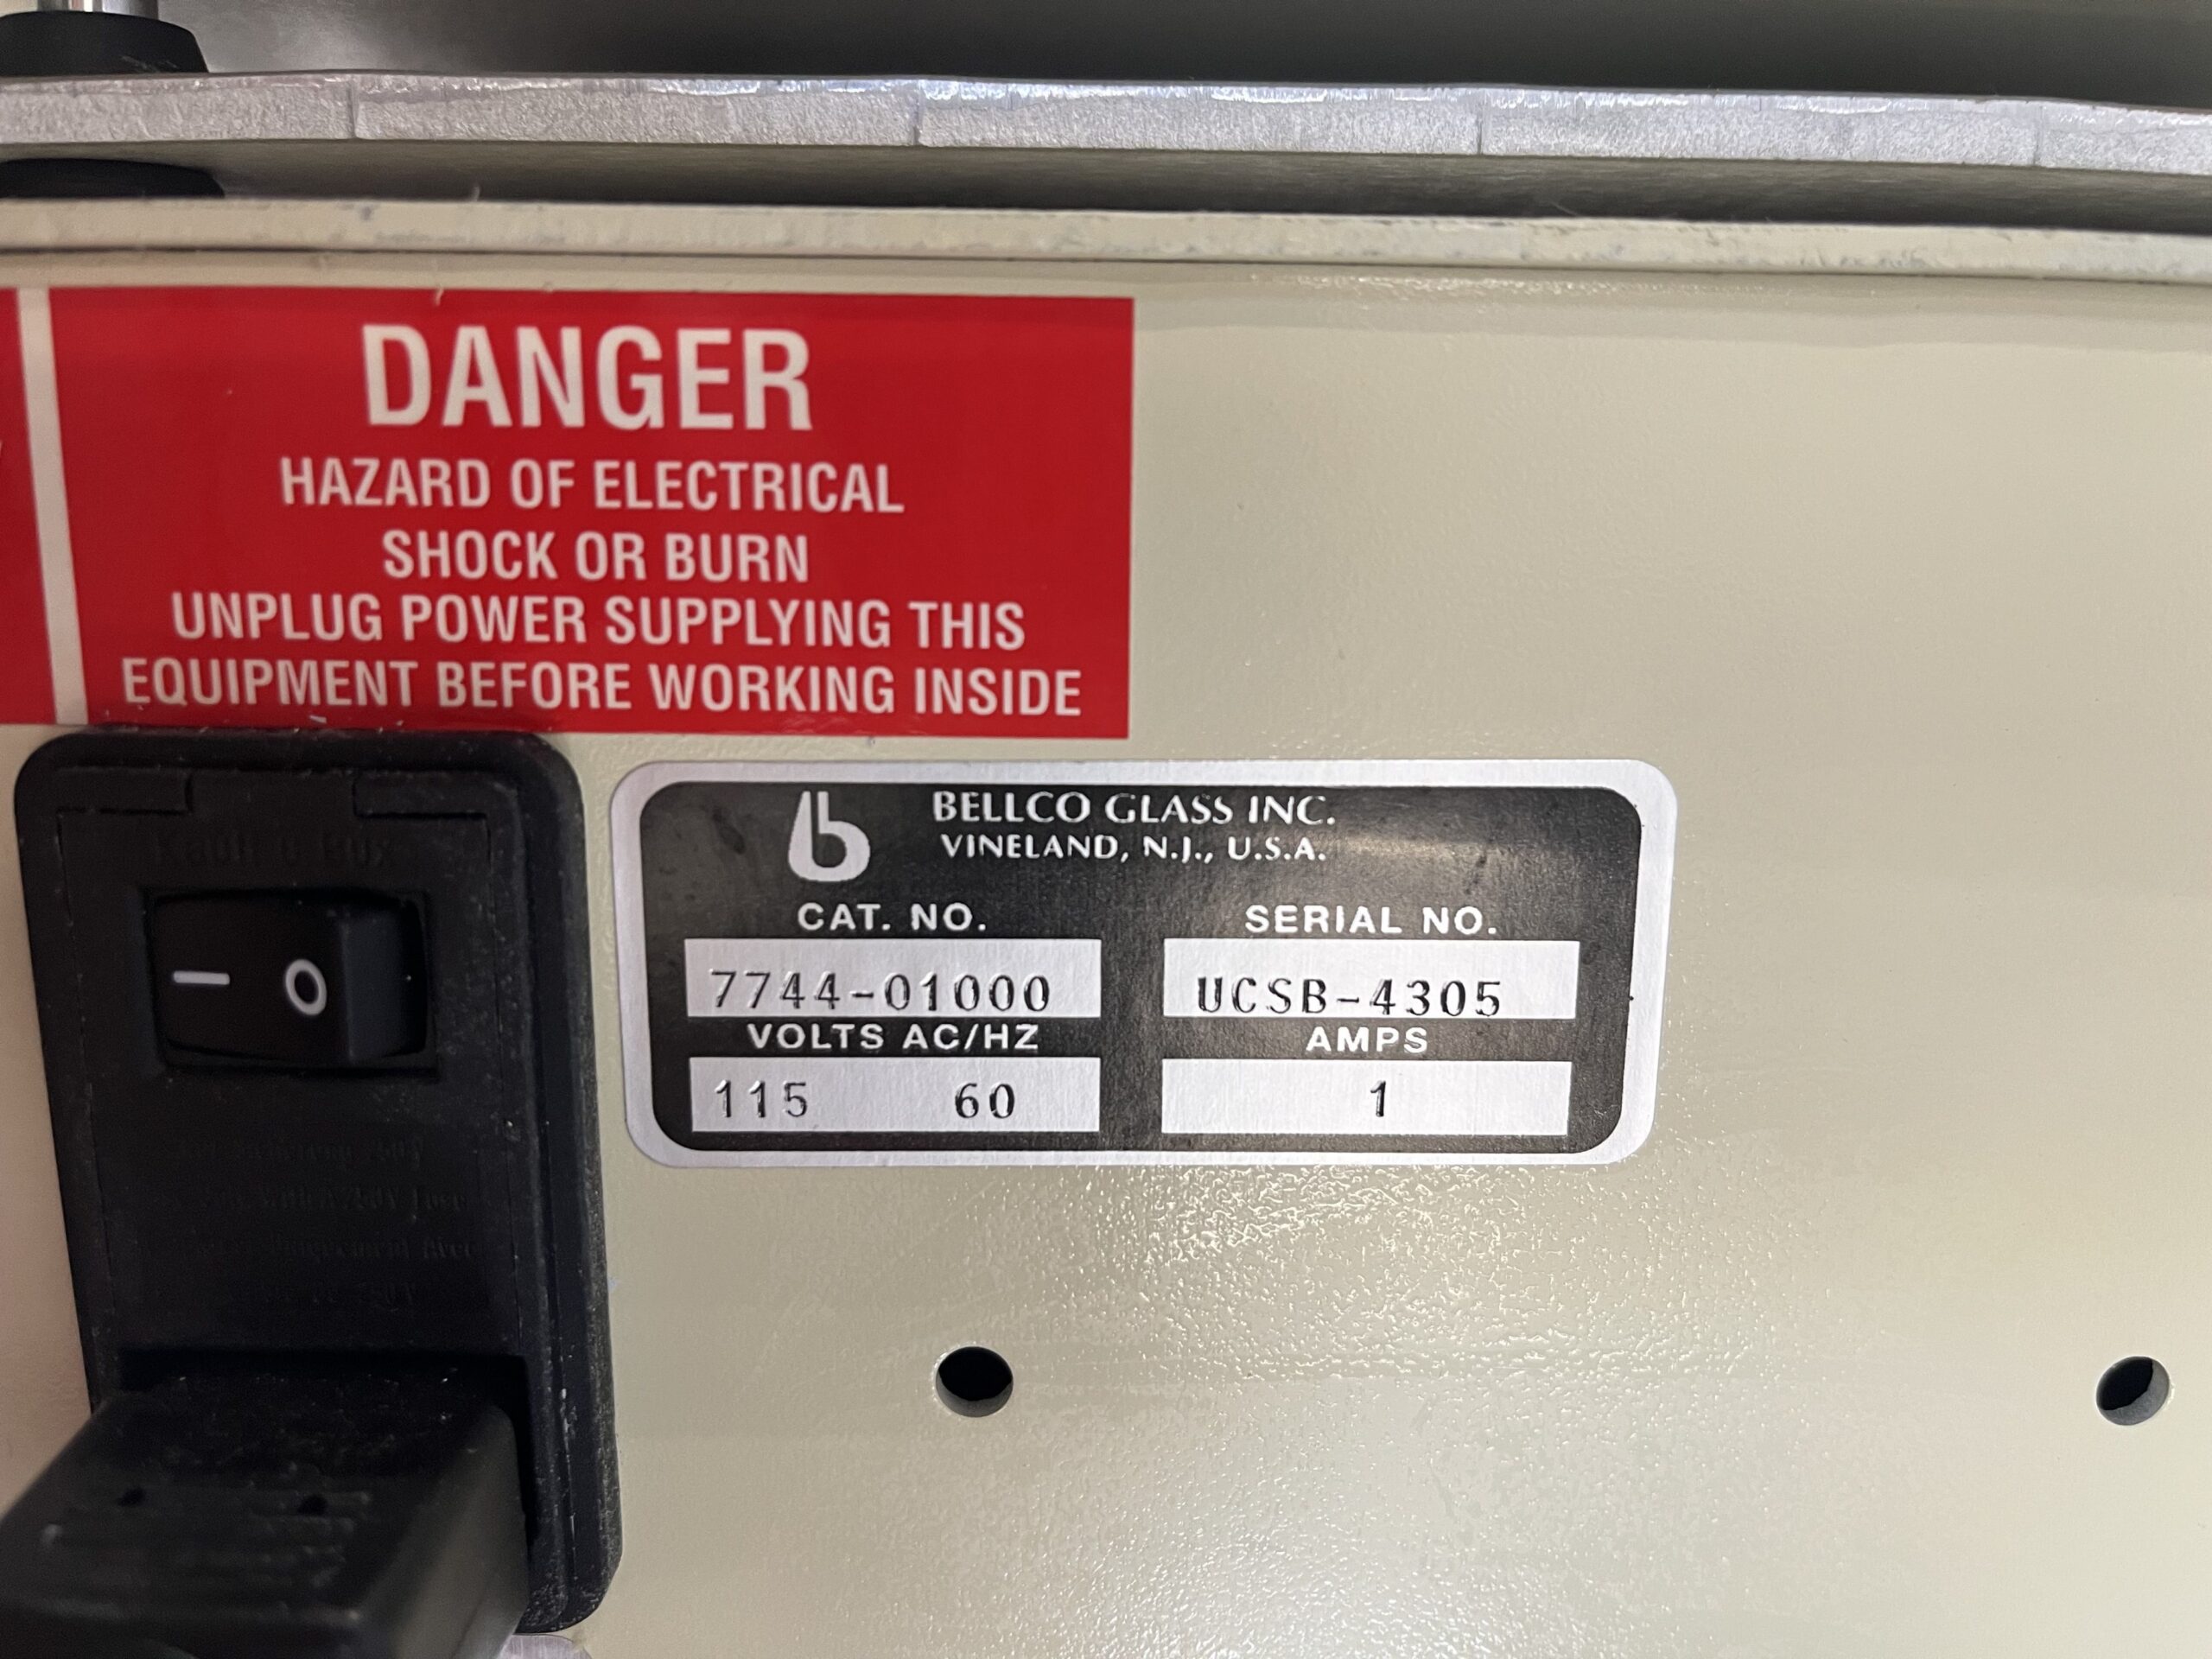 DANGER
HAZARD OF ELECTRICAL
SHOCK OR BURN
UNPLUG POWER SUPPLYING THIS
EQUIPMENT BEFORE WORKING INSIDE
BELLCO GLASS INC.
VINELAND, N.J., U.S.A.
CAT. NO. SERIAL NO.
7744-01000 UCSB-4305
VOLTS AC/HZ AMPS
115 60 1